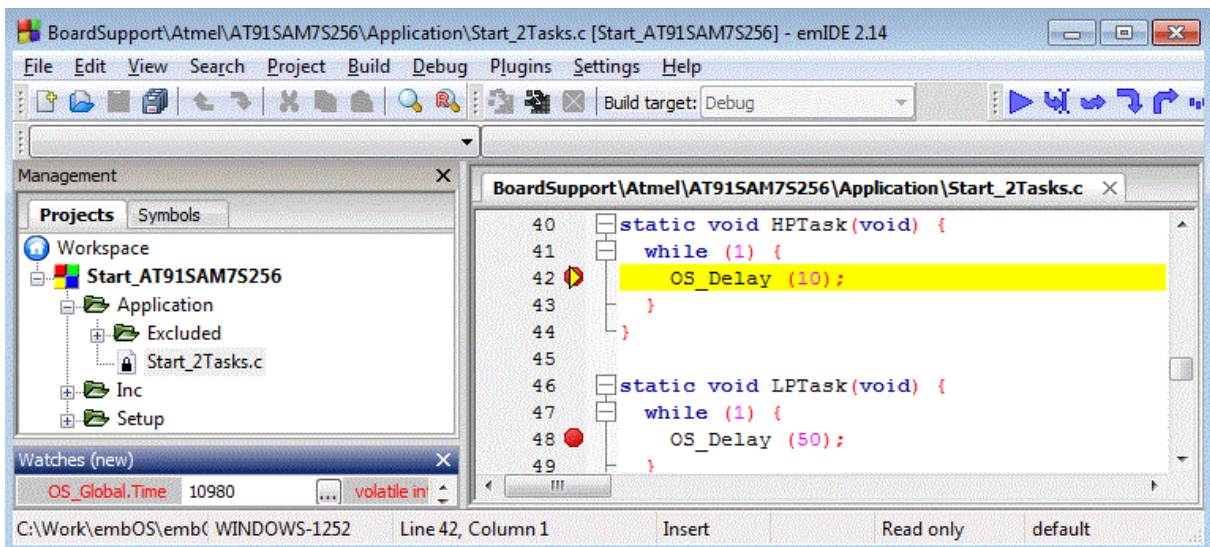 BoardSupport\Atmel\AT91SAM7S256\Application\Start_2Tasks.c [Start_AT91SAM7S256] - emIDE 2.14
File Edit View Search Project Build Debug Plugins Settings Help
Build target: Debug
Management
Projects Symbols
Workspace
Start_AT91SAM7S256
Application
Excluded
Start_2Tasks.c
Inc
Setup
Watches (new)
OS_Global.Time 10980 ... volatile in
BoardSupport\Atmel\AT91SAM7S256\Application\Start_2Tasks.c
40 static void HPTask(void) {
41 while (1) {
42 OS_Delay (10);
43 }
44 }
45
46 static void LPTask(void) {
47 while (1) {
48 OS_Delay (50);
49 }
C:\Work\embOS\emb( WINDOWS-1252 Line 42, Column 1 Insert Read only default